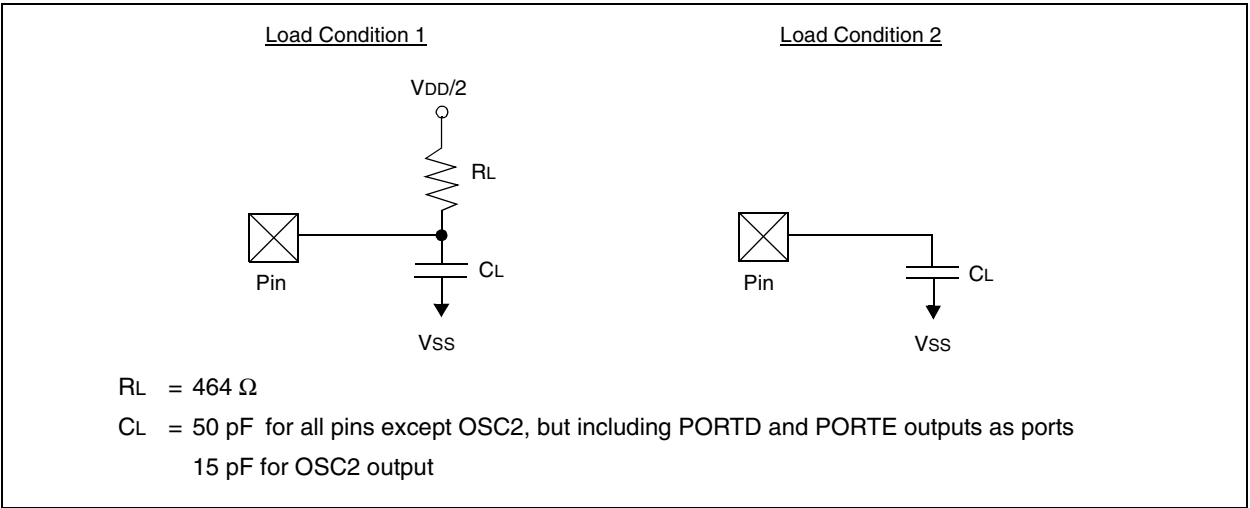 Load Condition 1
VDD/2
RL
Pin
CL
VSS
Load Condition 2
Pin
CL
VSS
RL = 464 Ω
CL = 50 pF for all pins except OSC2, but including PORTD and PORTE outputs as ports
15 pF for OSC2 output